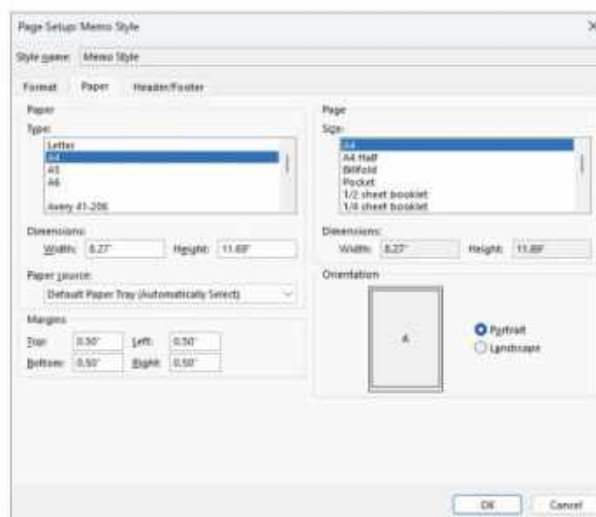 Page Setup: Memo Style
Style name: Memo Style
Format Paper Header/Footer
Paper
Type:
Letter
A4
A5
A6
Avery 41-206
Dimensions:
Width: 8.27" Height: 11.69"
Paper source:
Default Paper Tray (Automatically Select)
Margins
Top: 0.50" Left: 0.50"
Bottom: 0.50" Right: 0.50"
Page
Size:
A4
A4 Half
Billfold
Pocket
1/2 sheet booklet
1/4 sheet booklet
Dimensions:
Width: 8.27" Height: 11.69"
Orientation
A
Portrait
Landscape
OK Cancel